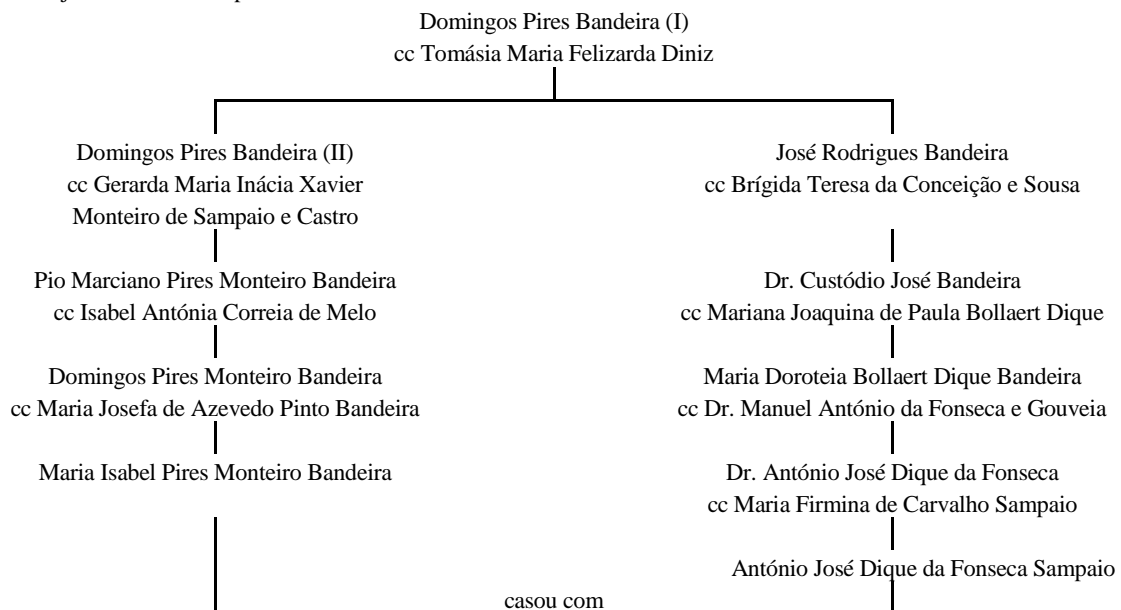 Domingos Pires Bandeira (I)
cc Tomásia Maria Felizarda Diniz
Domingos Pires Bandeira (II)
cc Gerarda Maria Inácia Xavier
Monteiro de Sampaio e Castro
José Rodrigues Bandeira
cc Brígida Teresa da Conceição e Sousa
Pio Marciano Pires Monteiro Bandeira
cc Isabel Antónia Correia de Melo
Dr. Custódio José Bandeira
cc Mariana Joaquina de Paula Bollaert Dique
Domingos Pires Monteiro Bandeira
cc Maria Josefa de Azevedo Pinto Bandeira
Maria Doroteia Bollaert Dique Bandeira
cc Dr. Manuel António da Fonseca e Gouveia
Maria Isabel Pires Monteiro Bandeira
Dr. António José Dique da Fonseca
cc Maria Firmina de Carvalho Sampaio
António José Dique da Fonseca Sampaio
casou com